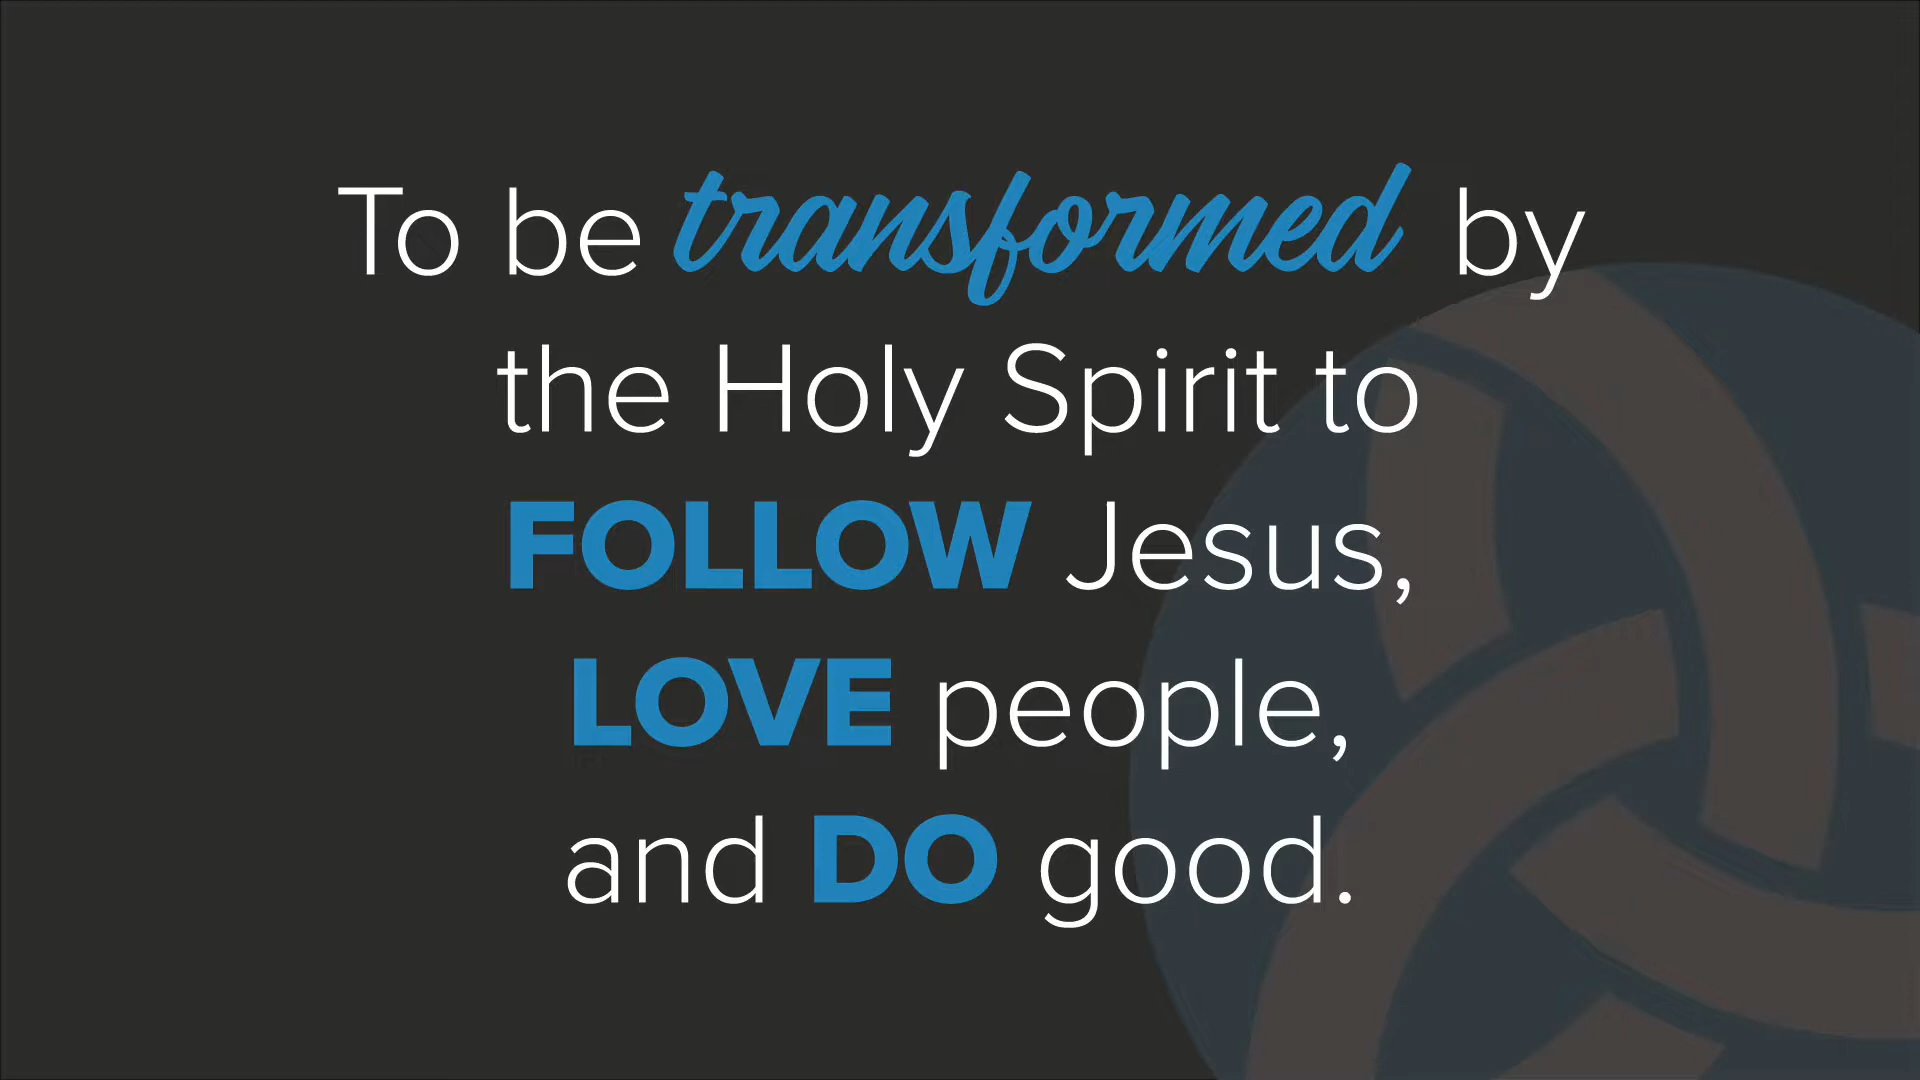 To be transformed by
the Holy Spirit to
FOLLOW Jesus,
LOVE people,
and DO good.